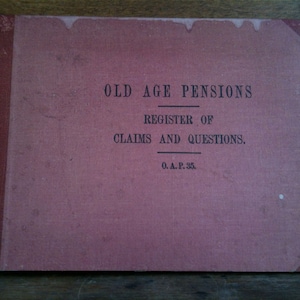 OLD AGE PENSIONS
REGISTER OF
CLAIMS AND QUESTIONS.
O.A.P. 35.